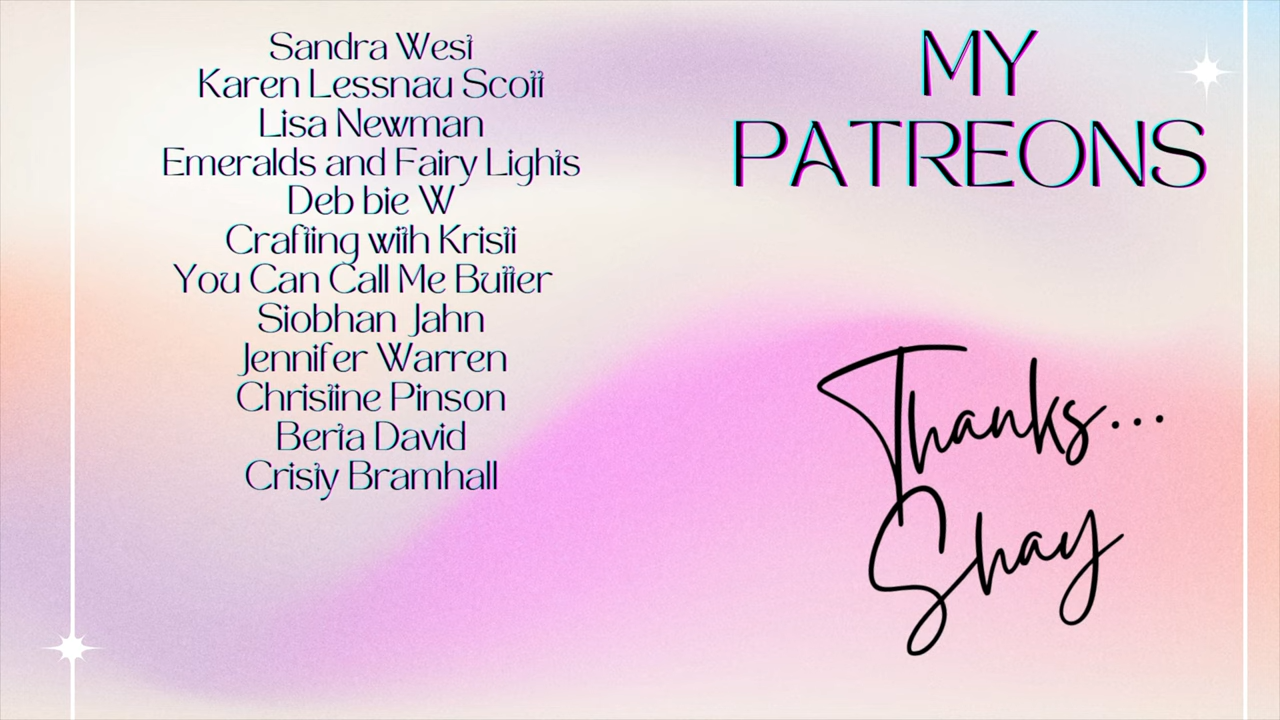 Sandra West
Karen Lessnau Scott
Lisa Newman
Emeralds and Fairy Lights
Deb bie W
Crafting with Kristi
You Can Call Me Butter
Siobhan Jahn
Jennifer Warren
Christine Pinson
Berta David
Cristy Bramhall
MY
PATREONS
Thanks...
Shay